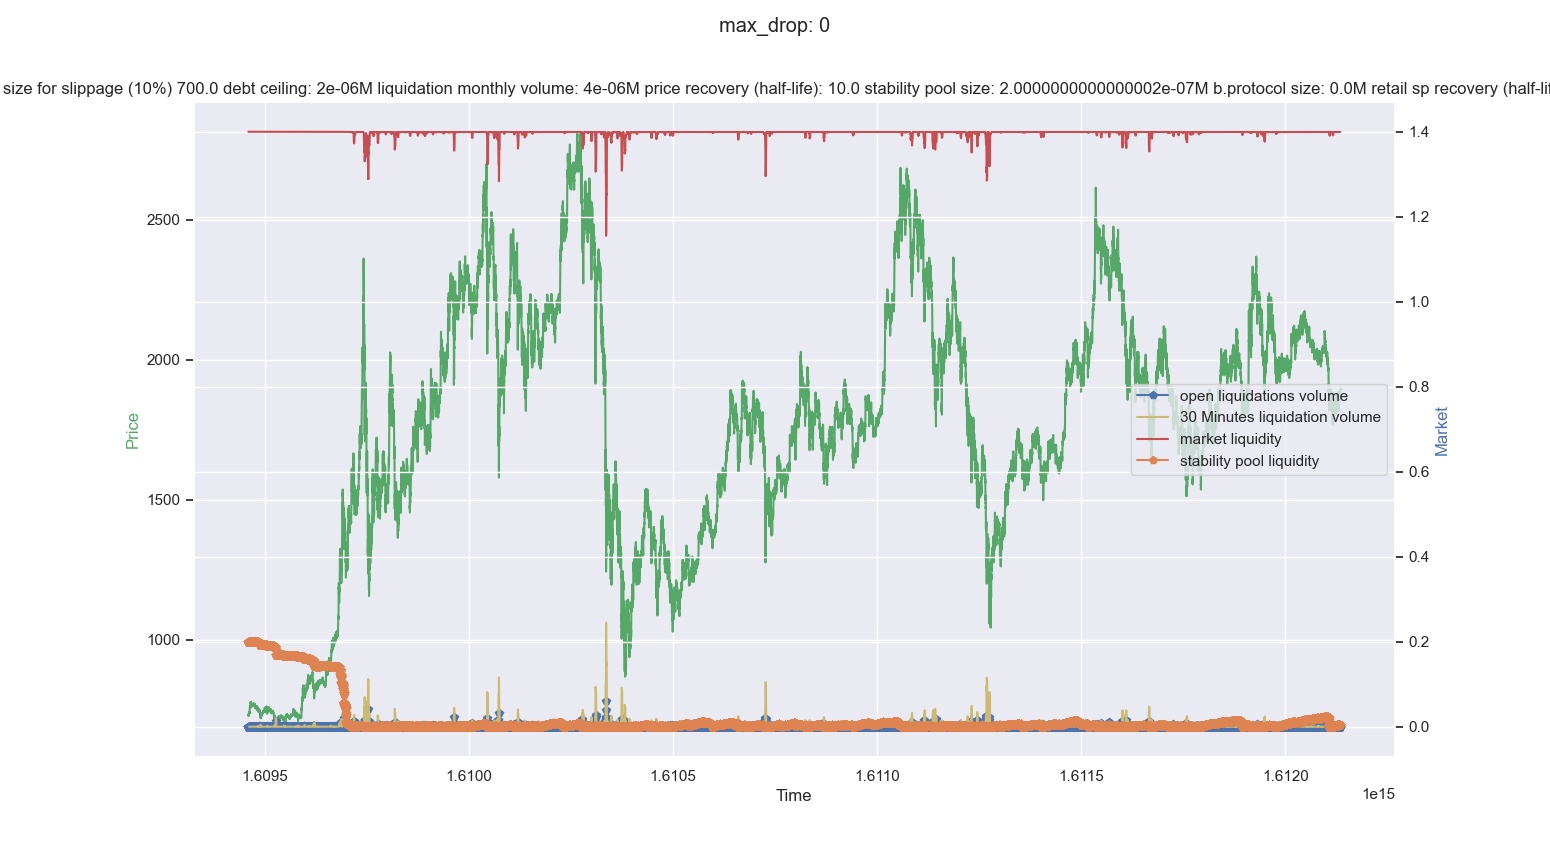 max_drop: 0
size for slippage (10%) 700.0 debt ceiling: 2e-06M liquidation monthly volume: 4e-06M price recovery (half-life): 10.0 stability pool size: 2.0000000000000002e-07M b.protocol size: 0.0M retail sp recovery (half-lif
2500
2000
1500
1000
Price
1.4
1.2
1.0
0.8
0.6
0.4
0.2
0.0
Market
open liquidations volume
30 Minutes liquidation volume
market liquidity
stability pool liquidity
1.6095 1.6100 1.6105 1.6110 1.6115 1.6120
Time
1e15